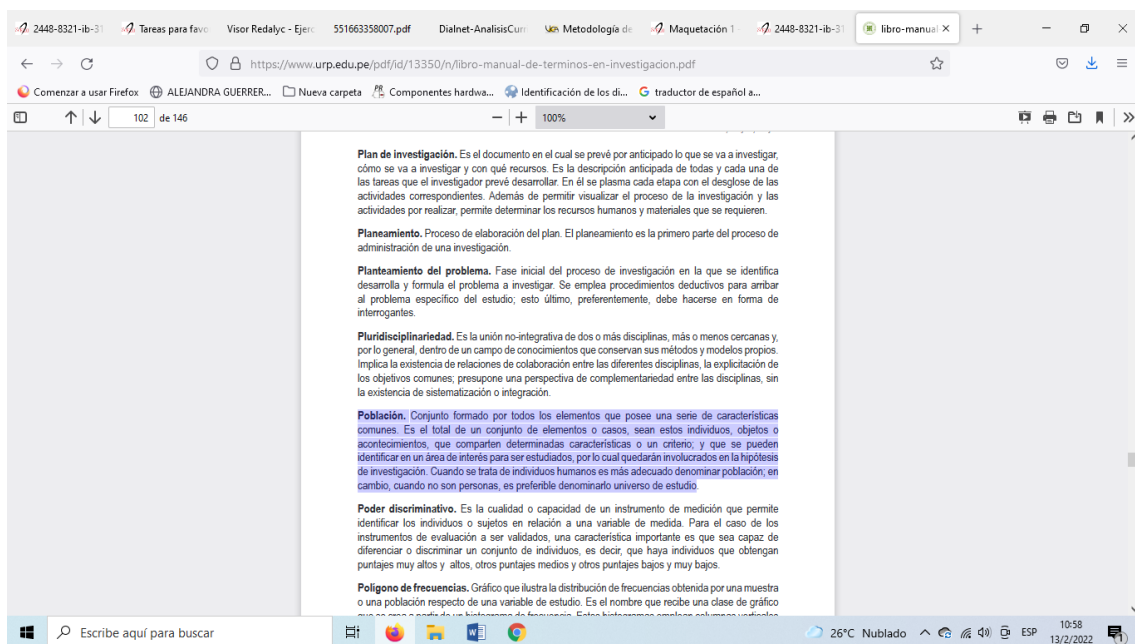 2448-8321-ib-31
Tareas para favo
Visor Redalyc - Ejerc
551663358007.pdf
Dialnet-AnalisisCurr
Metodología de
Maquetación 1
2448-8321-ib-31
libro-manual
https://www.urp.edu.pe/pdf/id/13350/n/libro-manual-de-terminos-en-investigacion.pdf
Comenzar a usar Firefox
ALEJANDRA GUERRER...
Nueva carpeta
Componentes hardwa...
Identificación de los di...
traductor de español a...
102 de 146
100%
Plan de investigación. Es el documento en el cual se prevé por anticipado lo que se va a investigar,
cómo se va a investigar y con qué recursos. Es la descripción anticipada de todas y cada una de
las tareas que el investigador prevé desarrollar. En él se plasma cada etapa con el desglose de las
actividades correspondientes. Además de permitir visualizar el proceso de la investigación y las
actividades por realizar, permite determinar los recursos humanos y materiales que se requieren.
Planeamiento. Proceso de elaboración del plan. El planeamiento es la primero parte del proceso de
administración de una investigación.
Planteamiento del problema. Fase inicial del proceso de investigación en la que se identifica
desarrolla y formula el problema a investigar. Se emplea procedimientos deductivos para arribar
al problema específico del estudio; esto último, preferentemente, debe hacerse en forma de
interrogantes.
Pluridisciplinariedad. Es la unión no-integrativa de dos o más disciplinas, más o menos cercanas y,
por lo general, dentro de un campo de conocimientos que conservan sus métodos y modelos propios.
Implica la existencia de relaciones de colaboración entre las diferentes disciplinas, la explicitación de
los objetivos comunes; presupone una perspectiva de complementariedad entre las disciplinas, sin
la existencia de sistematización o integración.
Población. Conjunto formado por todos los elementos que posee una serie de características
comunes. Es el total de un conjunto de elementos o casos, sean estos individuos, objetos o
acontecimientos, que comparten determinadas características o un criterio; y que se pueden
identificar en un área de interés para ser estudiados, por lo cual quedarán involucrados en la hipótesis
de investigación. Cuando se trata de individuos humanos es más adecuado denominar población; en
cambio, cuando no son personas, es preferible denominarlo universo de estudio.
Poder discriminativo. Es la cualidad o capacidad de un instrumento de medición que permite
identificar los individuos o sujetos en relación a una variable de medida. Para el caso de los
instrumentos de evaluación a ser validados, una característica importante es que sea capaz de
diferenciar o discriminar un conjunto de individuos, es decir, que haya individuos que obtengan
puntajes muy altos y altos, otros puntajes medios y otros puntajes bajos y muy bajos.
Polígono de frecuencias. Gráfico que ilustra la distribución de frecuencias obtenida por una muestra
o una población respecto de una variable de estudio. Es el nombre que recibe una clase de gráfico
Escribe aquí para buscar
26°C Nublado
ESP
10:58
13/2/2022